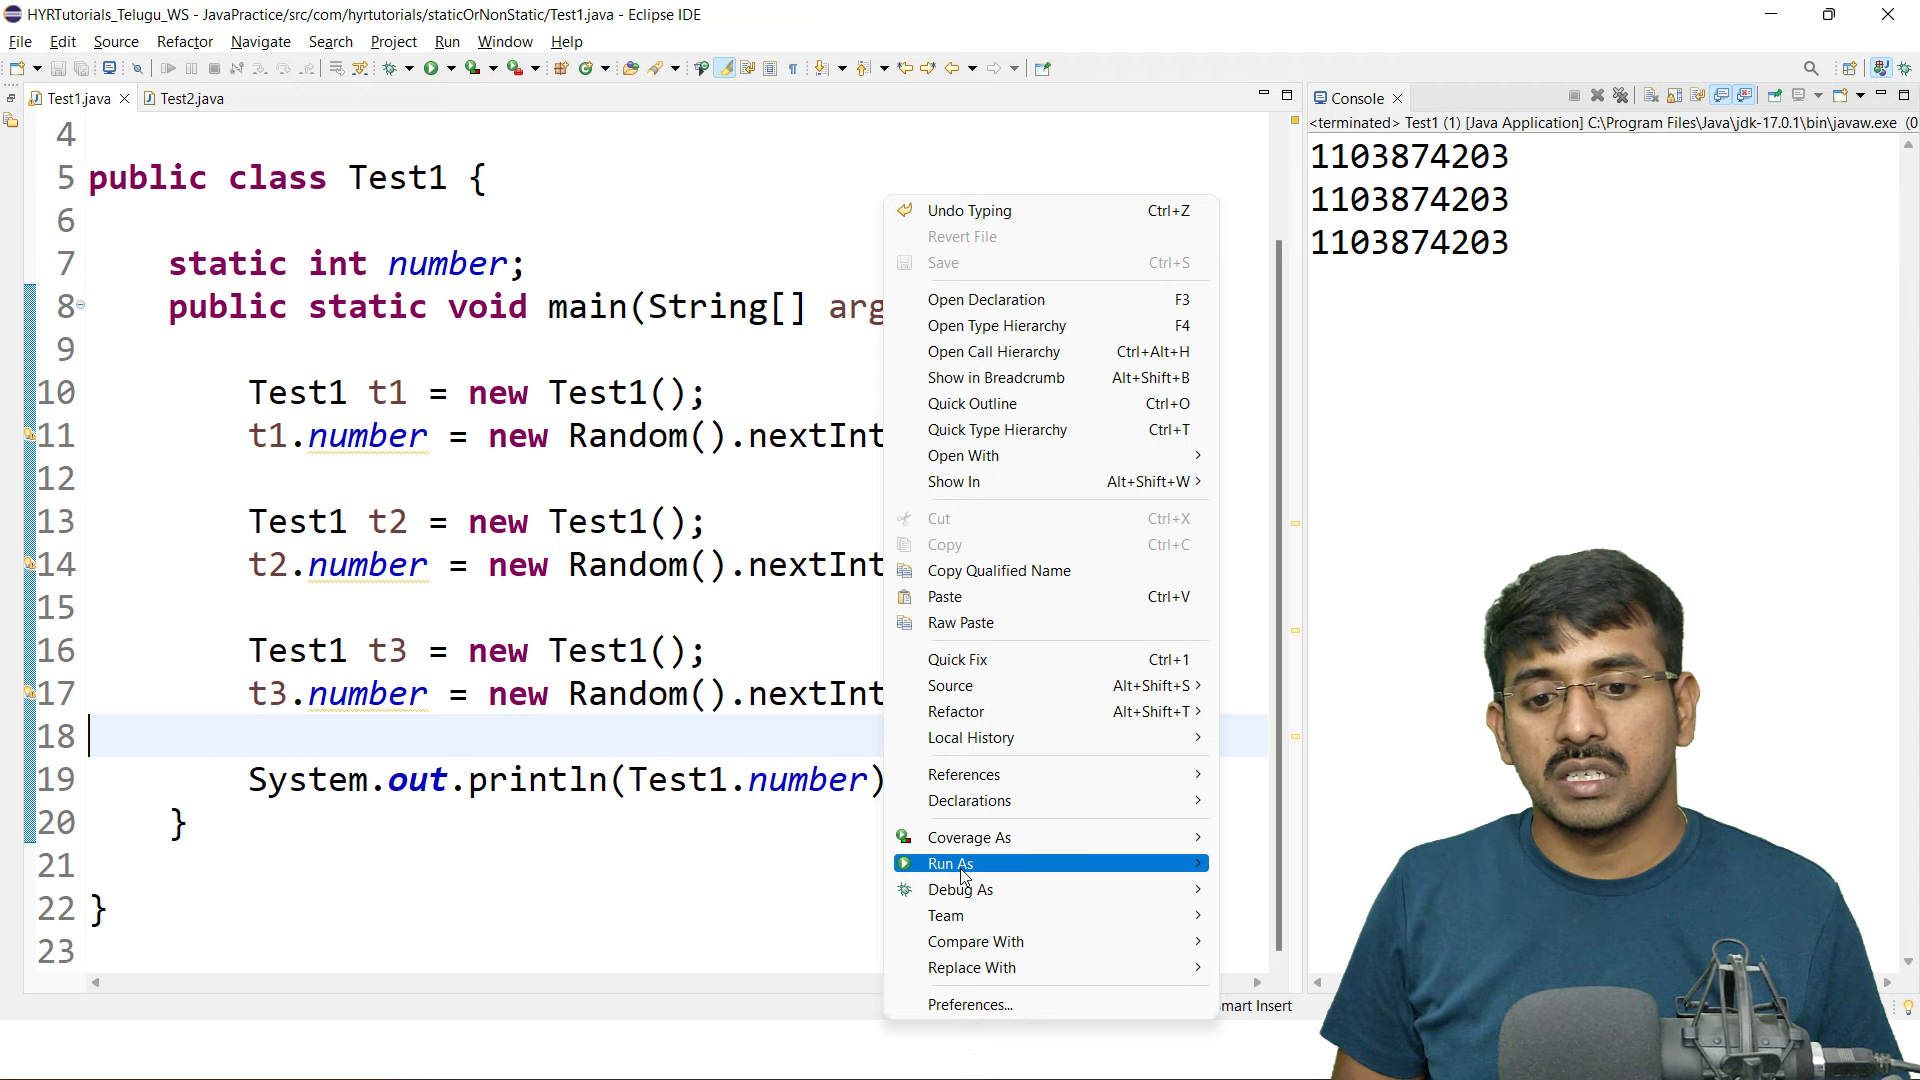 HYRTutorials_Telugu_WS - JavaPractice/src/com/hyrtutorials/staticOrNonStatic/Test1.java - Eclipse IDE
File Edit Source Refactor Navigate Search Project Run Window Help
Test1.java Test2.java
4
5 public class Test1 {
6
7 static int number;
8 public static void main(String[] arg
9
10 Test1 t1 = new Test1();
11 t1.number = new Random().nextInt
12
13 Test1 t2 = new Test1();
14 t2.number = new Random().nextInt
15
16 Test1 t3 = new Test1();
17 t3.number = new Random().nextInt
18
19 System.out.println(Test1.number)
20 }
21
22 }
23
Undo Typing Ctrl+Z
Revert File
Save Ctrl+S
Open Declaration F3
Open Type Hierarchy F4
Open Call Hierarchy Ctrl+Alt+H
Show in Breadcrumb Alt+Shift+B
Quick Outline Ctrl+O
Quick Type Hierarchy Ctrl+T
Open With
Show In Alt+Shift+W
Cut Ctrl+X
Copy Ctrl+C
Copy Qualified Name
Paste Ctrl+V
Raw Paste
Quick Fix Ctrl+1
Source Alt+Shift+S
Refactor Alt+Shift+T
Local History
References
Declarations
Coverage As
Run As
Debug As
Team
Compare With
Replace With
Preferences...
mart Insert
Console
<terminated> Test1 (1) [Java Application] C:\Program Files\Java\jdk-17.0.1\bin\javaw.exe (0
1103874203
1103874203
1103874203